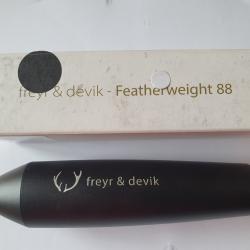 freyr & devik - Featherweight 88
freyr & devik